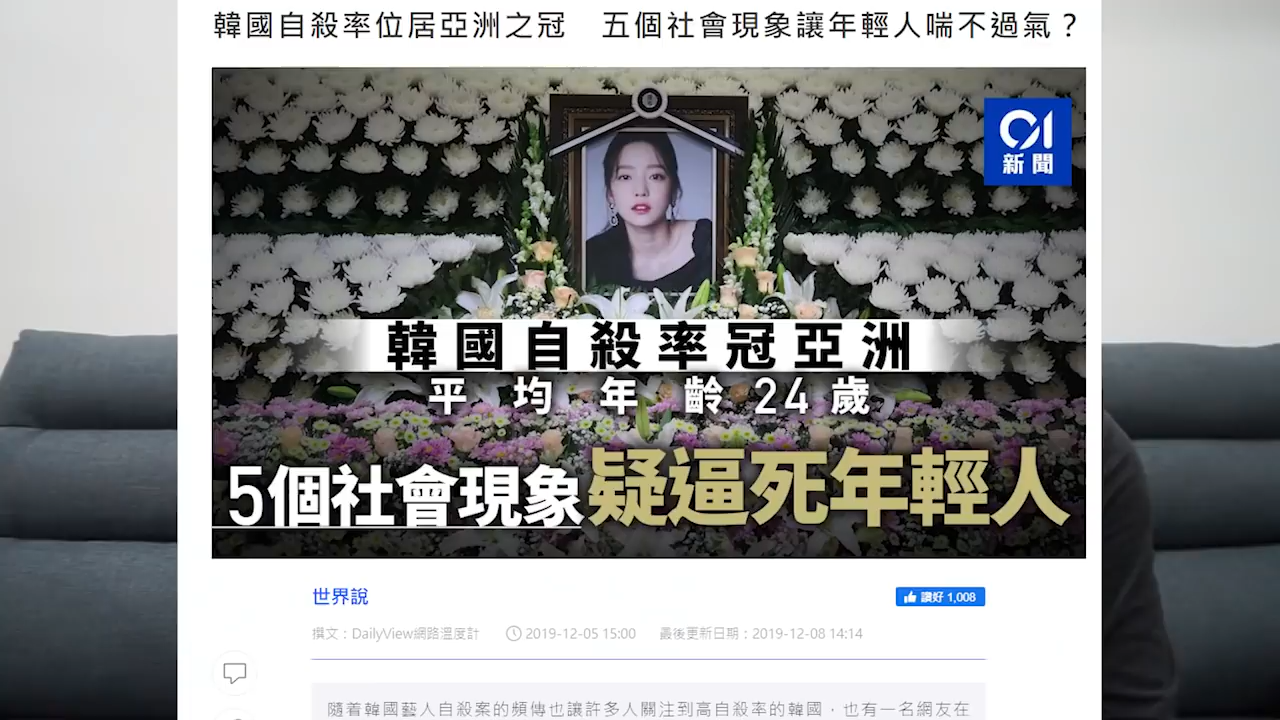 韓國自殺率位居亞洲之冠　五個社會現象讓年輕人喘不過氣？
01
新聞
韓國自殺率冠亞洲
平均年齡24歲
5個社會現象疑逼死年輕人
世界說
讚好 1,008
撰文：DailyView網路溫度計
2019-12-05 15:00
最後更新日期：2019-12-08 14:14
隨着韓國藝人自殺案的頻傳也讓許多人關注到高自殺率的韓國，也有一名網友在